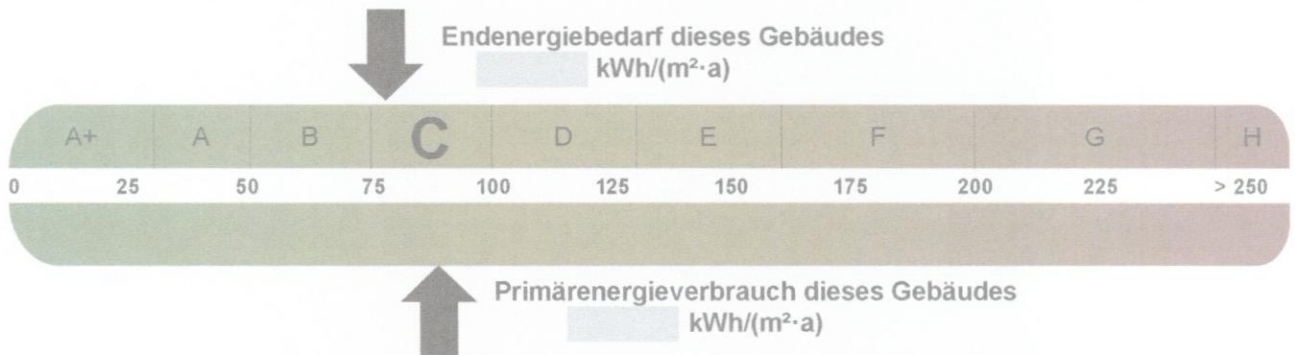 Endenergiebedarf dieses Gebäudes
kWh/(m²·a)
A+ A B C D E F G H
0 25 50 75 100 125 150 175 200 225 > 250
Primärenergieverbrauch dieses Gebäudes
kWh/(m²·a)